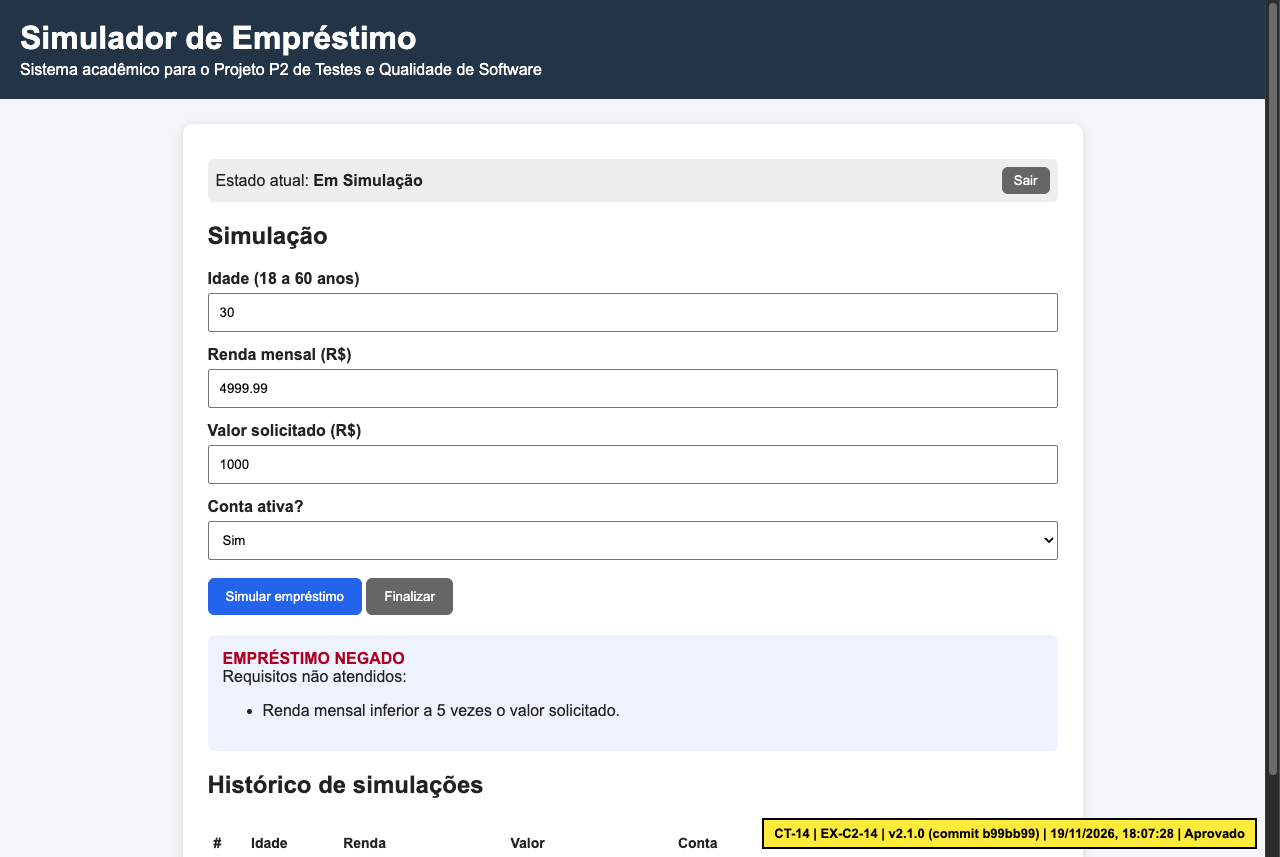 Simulador de Empréstimo
Sistema acadêmico para o Projeto P2 de Testes e Qualidade de Software
Estado atual: Em Simulação
Sair
Simulação
Idade (18 a 60 anos)
30
Renda mensal (R$)
4999.99
Valor solicitado (R$)
1000
Conta ativa?
Sim
Simular empréstimo
Finalizar
EMPRÉSTIMO NEGADO
Requisitos não atendidos:
• Renda mensal inferior a 5 vezes o valor solicitado.
Histórico de simulações
# Idade Renda Valor Conta
CT-14 | EX-C2-14 | v2.1.0 (commit b99bb99) | 19/11/2026, 18:07:28 | Aprovado